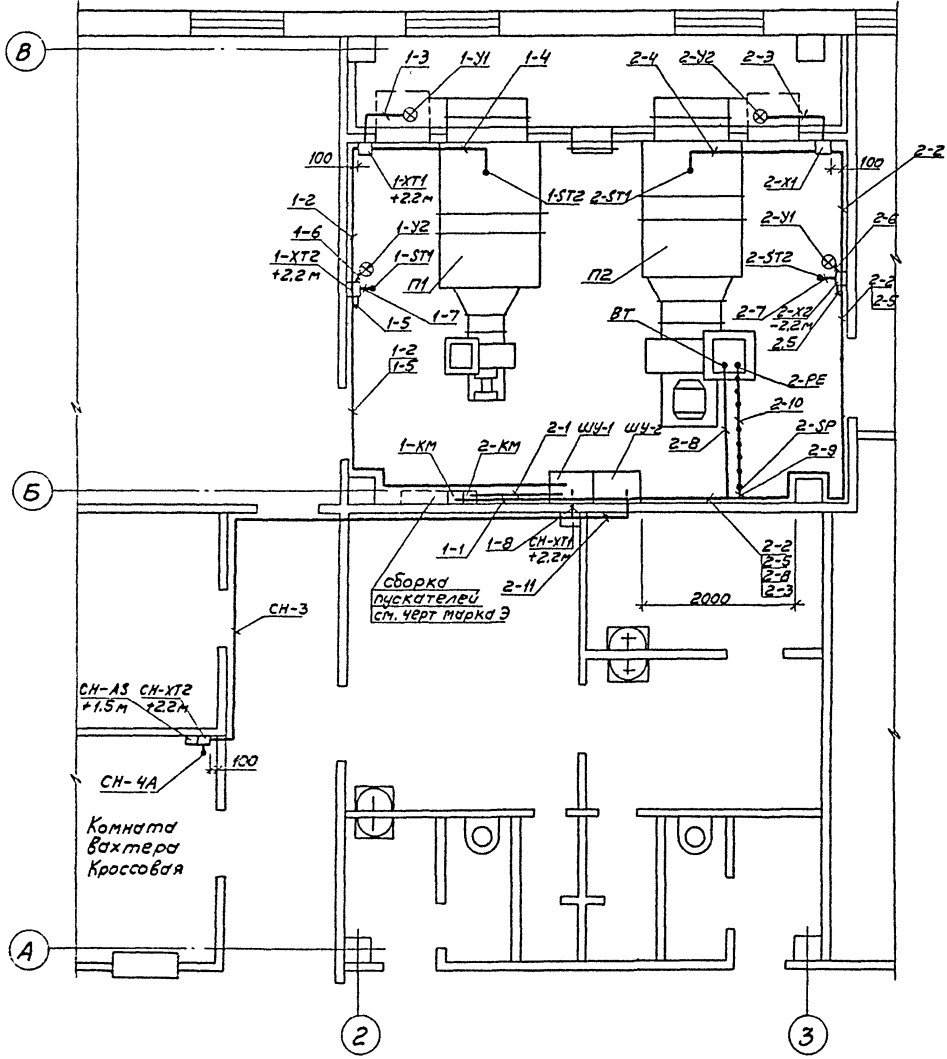 В
1-3
1-У1
1-4
2-4
2-У2
2-3
100
1-ХТ1
+2.2м
1-ST2
2-ST1
2-Х1
100
2-2
1-2
1-6
1-У2
1-ХТ2
+2,2м
1-ST1
П1
П2
2-У1
2-6
2-ST2
1-7
1-5
2-7
2-Х2
-2,2м
2.5
2-2
2-5
ВТ
1-2
1-5
2-РЕ
2-10
2-SP
2-8
2-9
1-КМ
2-КМ
2-1
ШУ-1
ШУ-2
Б
1-1
1-8
СН-ХТ1
+2,2м
2-11
2-2
2-5
2-8
2-3
сборка
пускателей
см. черт марка Э
2000
СН-3
СН-АЗ
+1.5м
СН-ХТ2
+2.2м
100
СН-4А
Комната
вахтера
Кроссовая
А
2
3